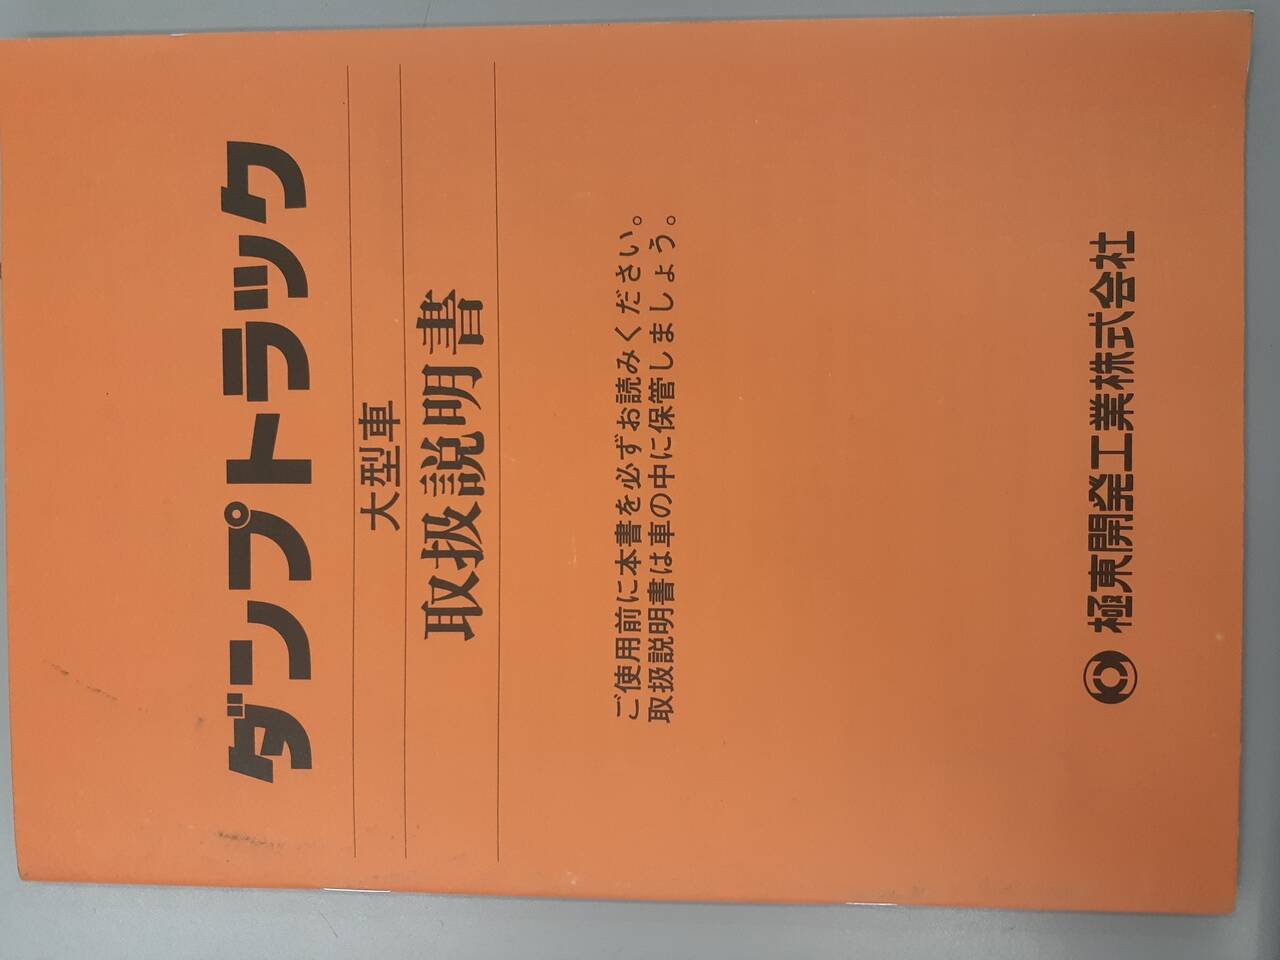 ダンプトラック
大型車
取扱説明書
ご使用前に本書を必ずお読みください。
取扱説明書は車の中に保管しましょう。
極東開発工業株式会社